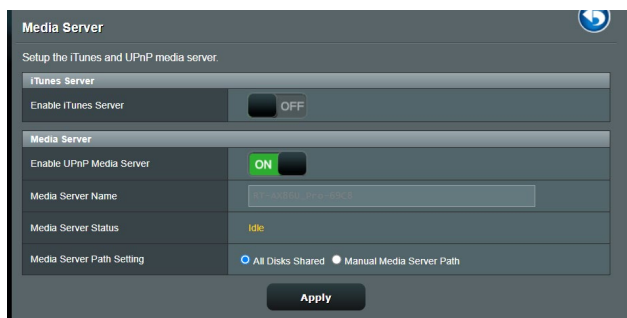 Media Server
Setup the iTunes and UPnP media server.
iTunes Server
Enable iTunes Server OFF
Media Server
Enable UPnP Media Server ON
Media Server Name
Media Server Status Idle
Media Server Path Setting All Disks Shared Manual Media Server Path
Apply